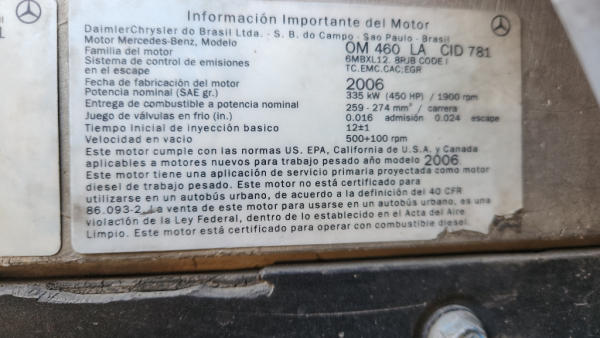 Información Importante del Motor
DaimlerChrysler do Brasil Ltda. - S. B. do Campo - Sao Paulo - Brasil
Motor Mercedes-Benz, Modelo OM 460 LA CID 781
Familia del motor 6MBXL12. 8RJB CODE I
Sistema de control de emisiones TC,EMC,CAC,EGR
en el escape
Fecha de fabricación del motor 2006
Potencia nominal (SAE gr.) 335 kW (450 HP) / 1900 rpm
Entrega de combustible a potencia nominal 259 - 274 mm³ / carrera
Juego de válvulas en frio (in.) 0.016 admision 0.024 escape
Tiempo Inicial de inyección basico 12±1
Velocidad en vacio 500+100 rpm
Este motor cumple con las normas US. EPA, California de U.S.A. y Canada
aplicables a motores nuevos para trabajo pesado año modelo 2006.
Este motor tiene una aplicación de servicio primaria proyectada como motor
diesel de trabajo pesado. Este motor no está certificado para
utilizarse en un autobús urbano, de acuerdo a la definición del 40 CFR
86.093-2. La venta de este motor para usarse en un autobús urbano, es una
violación de la Ley Federal, dentro de lo establecido en el Acta del Aire
Limpio. Este motor está certificado para operar con combustible diesel.